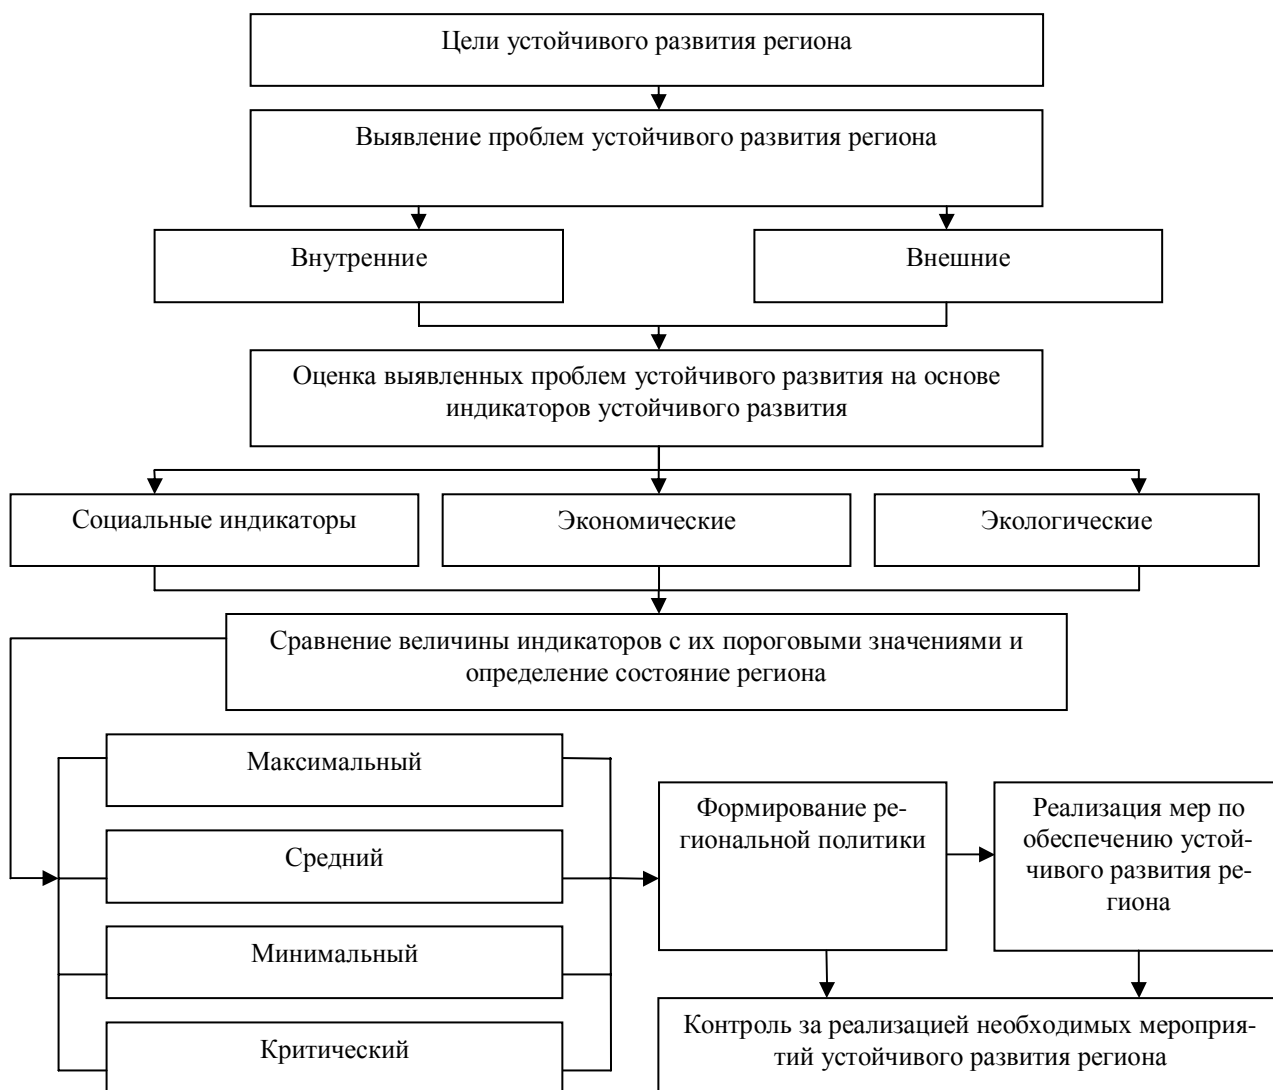 Цели устойчивого развития региона
Выявление проблем устойчивого развития региона
Внутренние
Внешние
Оценка выявленных проблем устойчивого развития на основе
индикаторов устойчивого развития
Социальные индикаторы
Экономические
Экологические
Сравнение величины индикаторов с их пороговыми значениями и
определение состояние региона
Максимальный
Средний
Минимальный
Критический
Формирование ре-
гиональной политики
Реализация мер по
обеспечению устой-
чивого развития ре-
гиона
Контроль за реализацией необходимых мероприя-
тий устойчивого развития региона